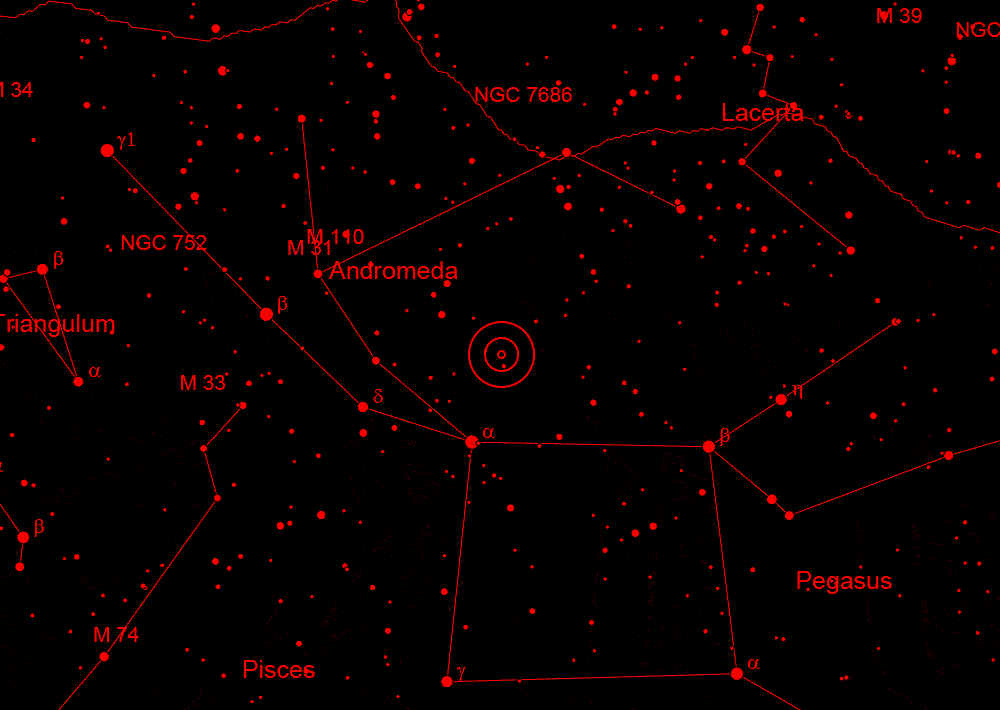 M 39
NGC
M 34
NGC 7686
Lacerta
γ1
M 110
NGC 752
M 31
β
Andromeda
β
Triangulum
α
M 33
η
δ
α
β
α
β
Pegasus
M 74
α
Pisces
γ